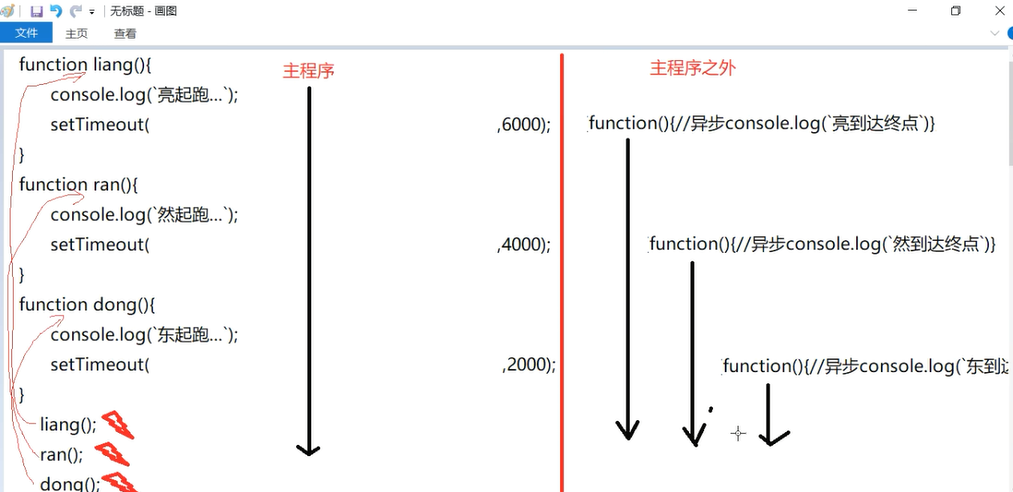 无标题 - 画图
文件 主页 查看
主程序
主程序之外
function liang(){
console.log(`亮起跑...`);
setTimeout( ,6000); function(){//异步console.log(`亮到达终点`)}
}
function ran(){
console.log(`然起跑...`);
setTimeout( ,4000); function(){//异步console.log(`然到达终点`)}
}
function dong(){
console.log(`东起跑...`);
setTimeout( ,2000); function(){//异步console.log(`东到
}
liang();
ran();
dong();